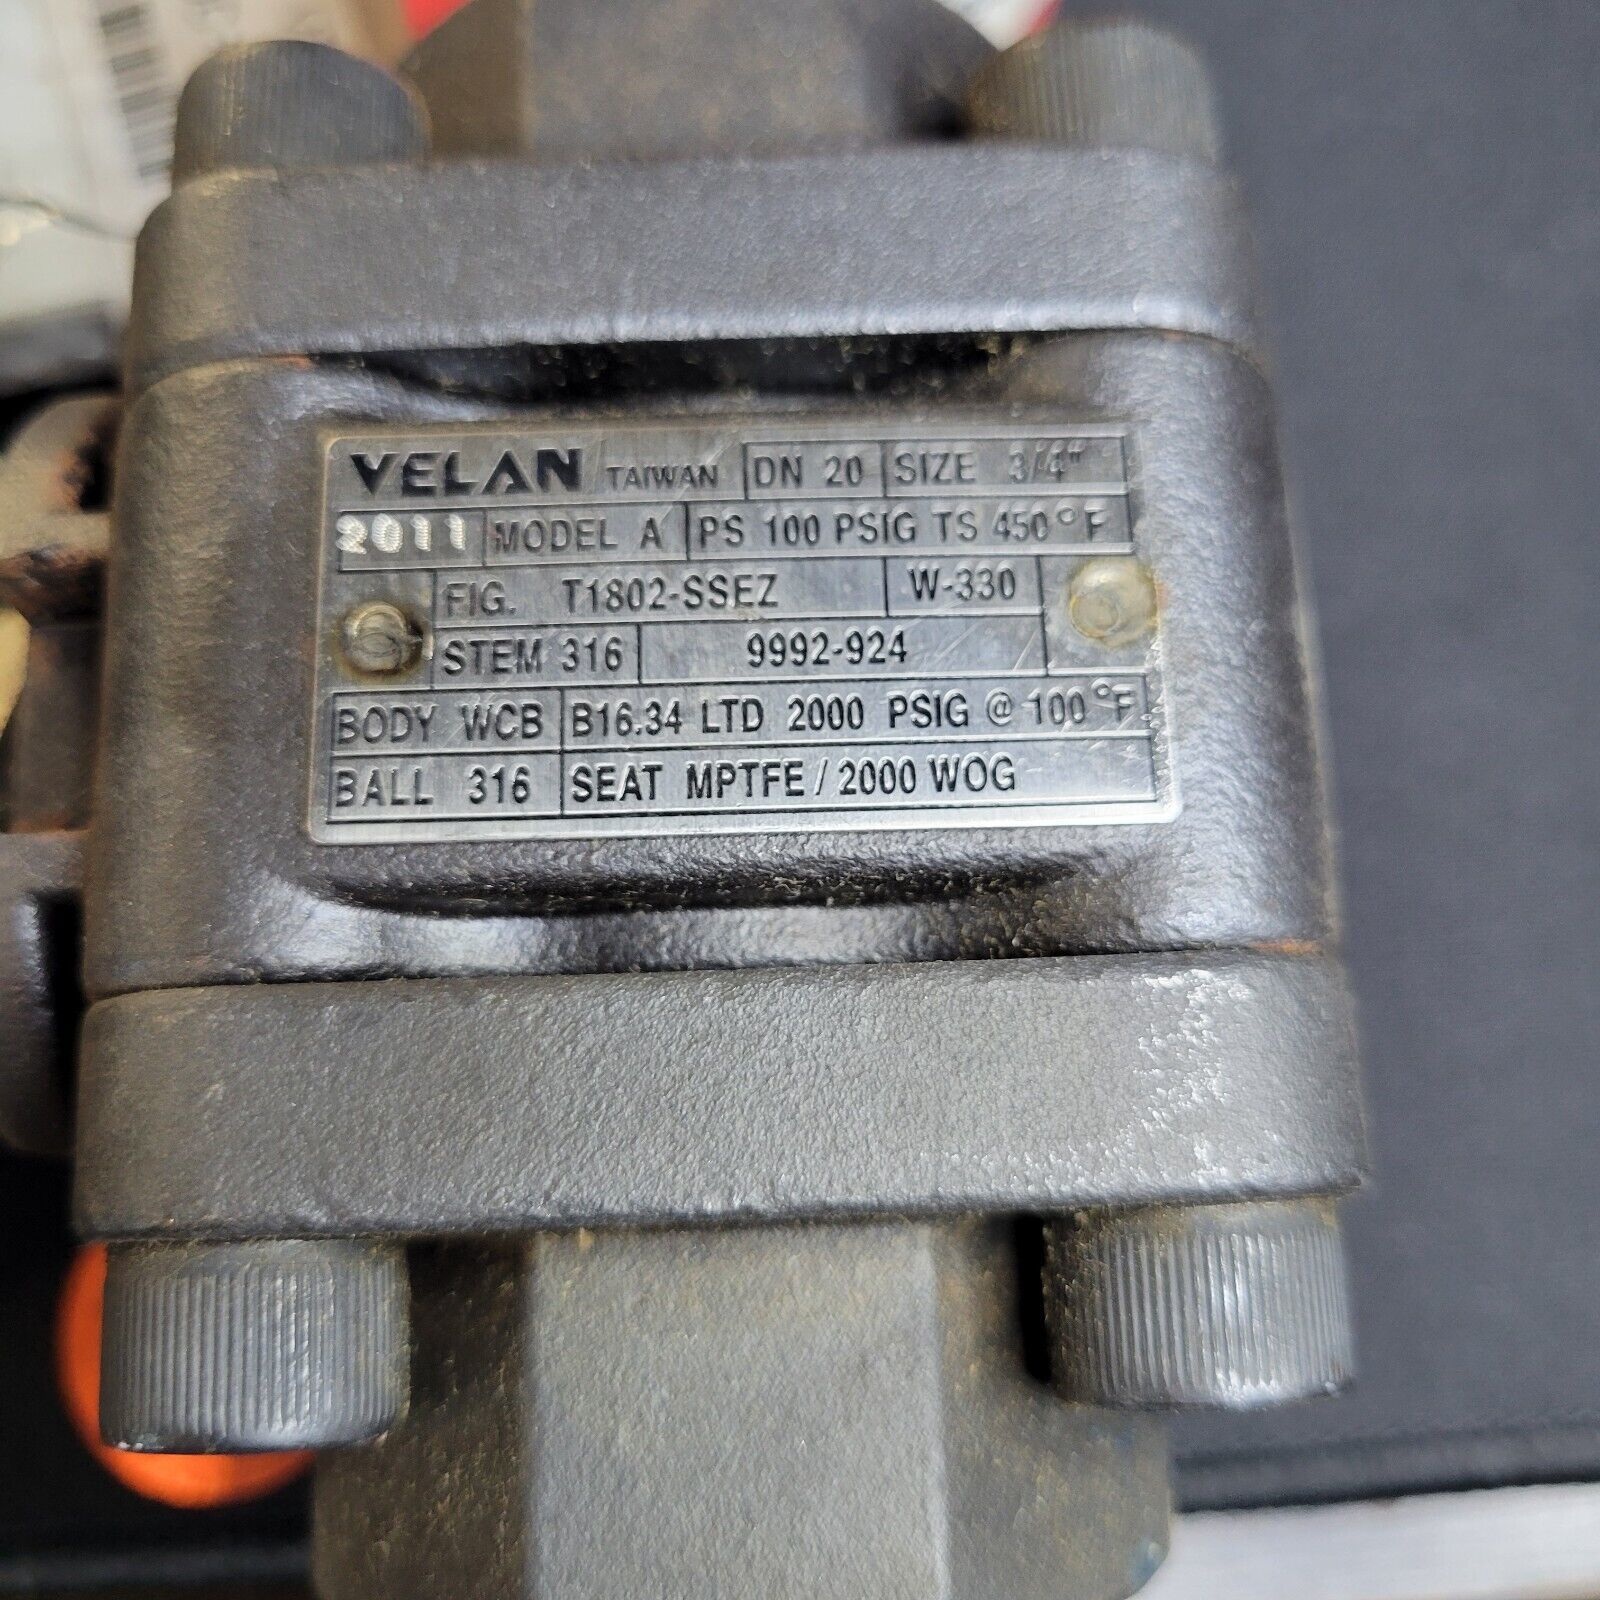 VELAN TAIWAN DN 20 SIZE 3/4"
2011 MODEL A PS 100 PSIG TS 450°F
FIG. T1802-SSEZ W-330
STEM 316 9992-924
BODY WCB B16.34 LTD 2000 PSIG @ 100°F
BALL 316 SEAT MPTFE / 2000 WOG